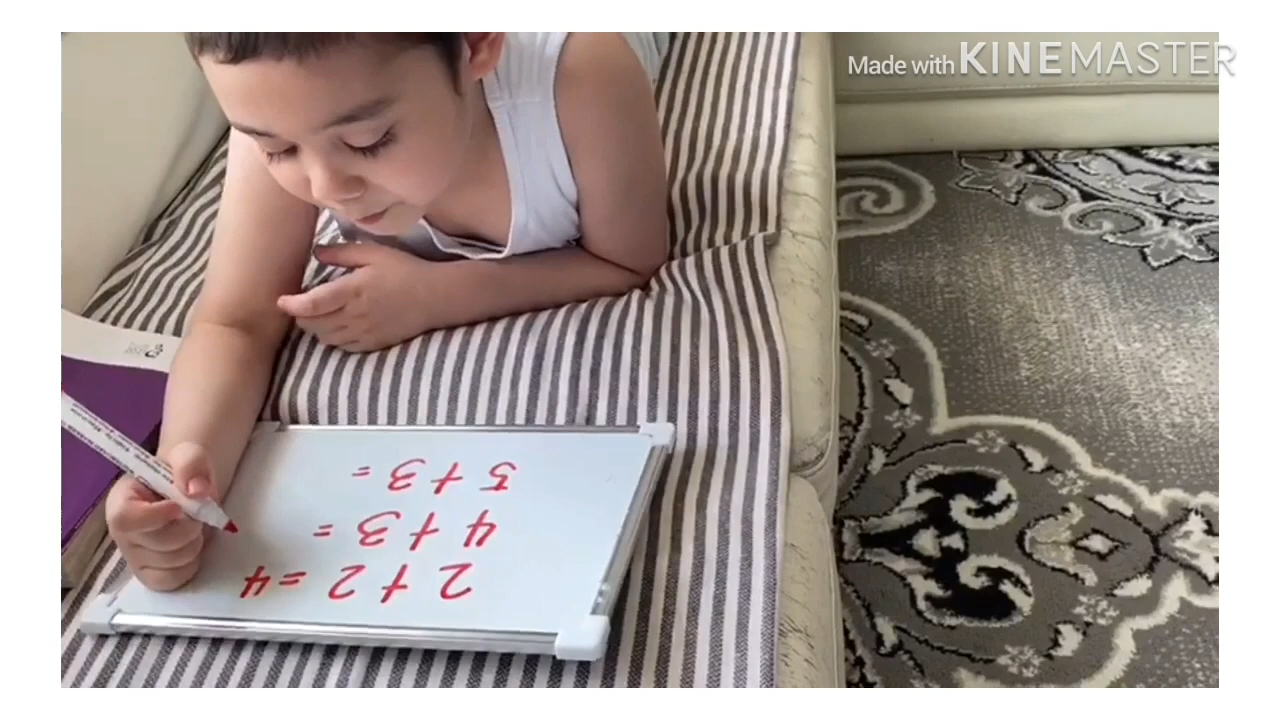 Made with KINEMASTER
2 + 2 = 4
4 + 3 =
5 + 3 =